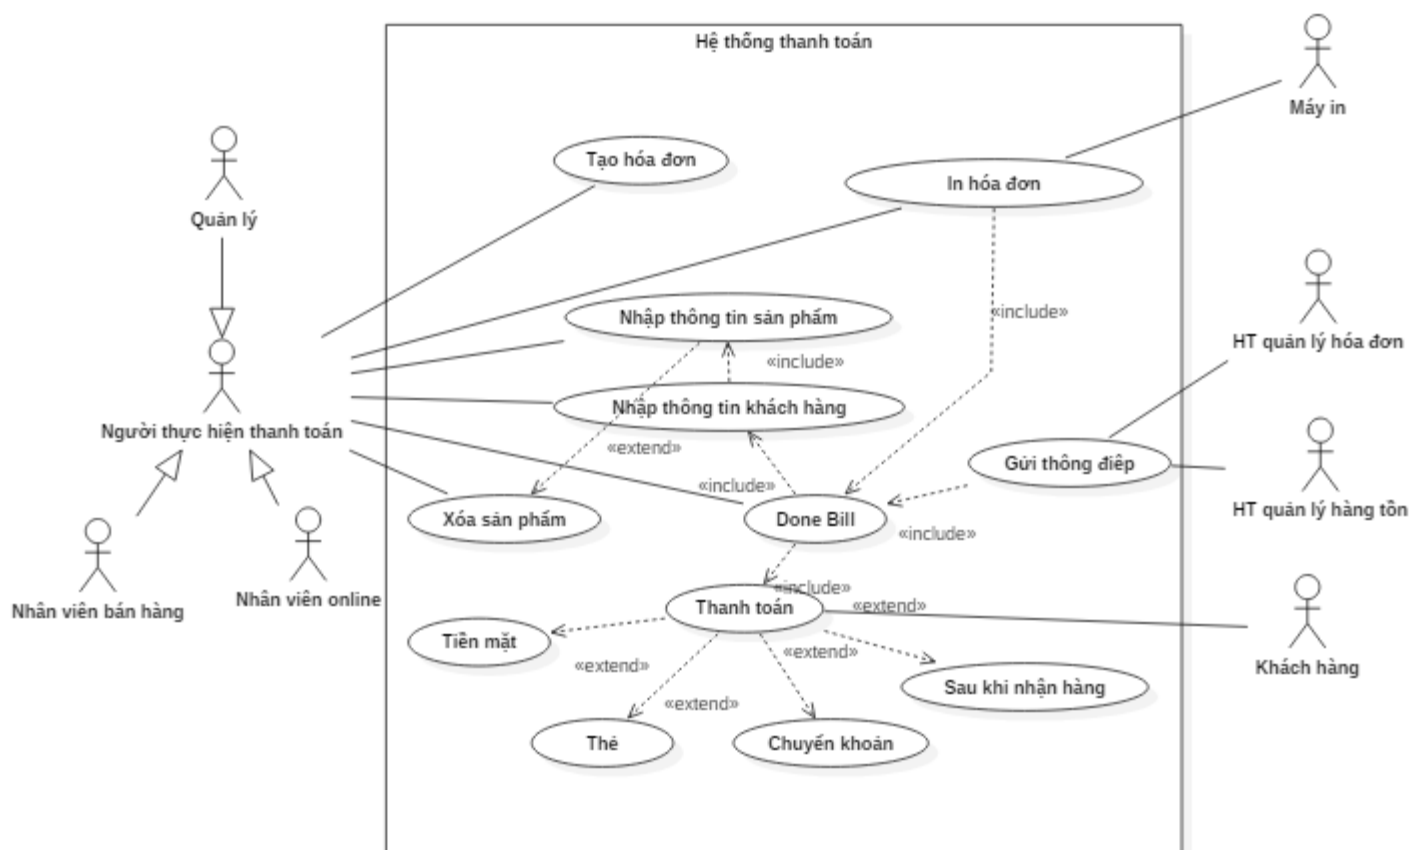 Hệ thống thanh toán
Máy in
Tạo hóa đơn
In hóa đơn
Quản lý
Nhập thông tin sản phẩm
«include»
HT quản lý hóa đơn
«include»
Nhập thông tin khách hàng
Người thực hiện thanh toán
«extend»
Gửi thông điêp
«include»
HT quản lý hàng tồn
Xóa sản phẩm
Done Bill
«include»
Nhân viên bán hàng
Nhân viên online
«include»
Thanh toán
«extend»
Tiền mặt
«extend»
«extend»
Khách hàng
Sau khi nhận hàng
«extend»
Thẻ
Chuyển khoản